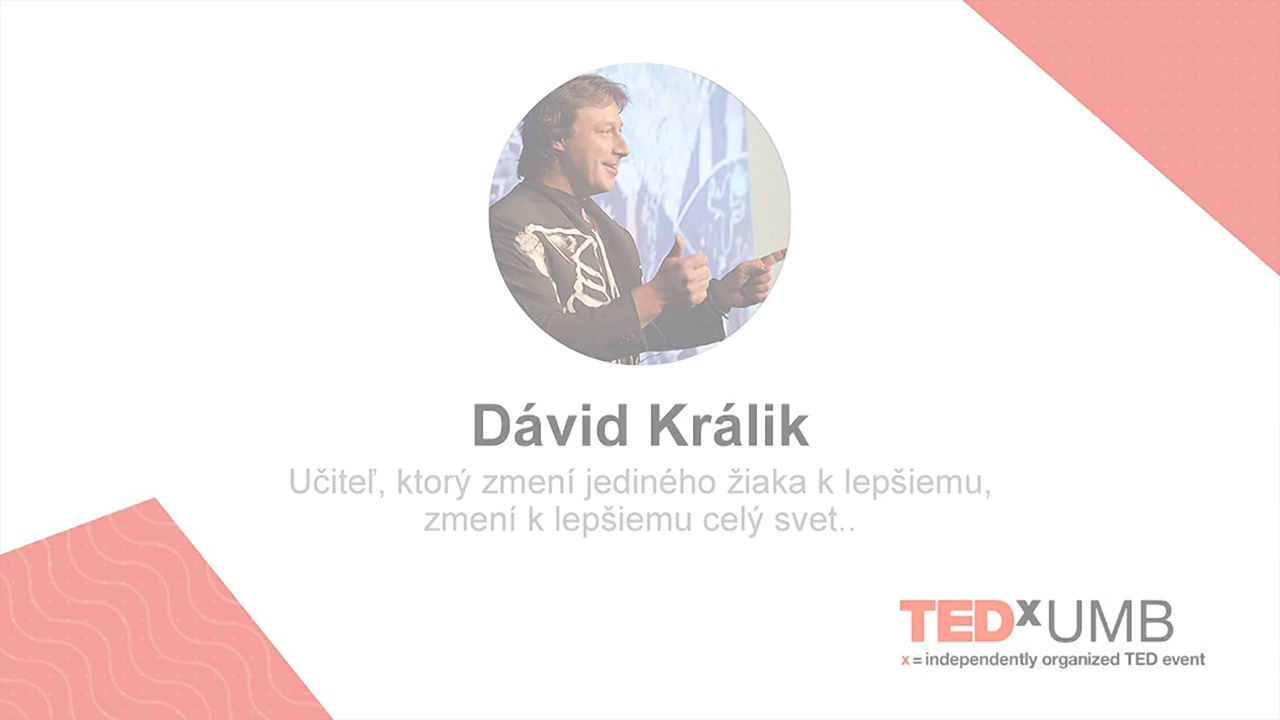 Dávid Králik
Učiteľ, ktorý zmení jediného žiaka k lepšiemu,
zmení k lepšiemu celý svet..
TEDxUMB
x = independently organized TED event